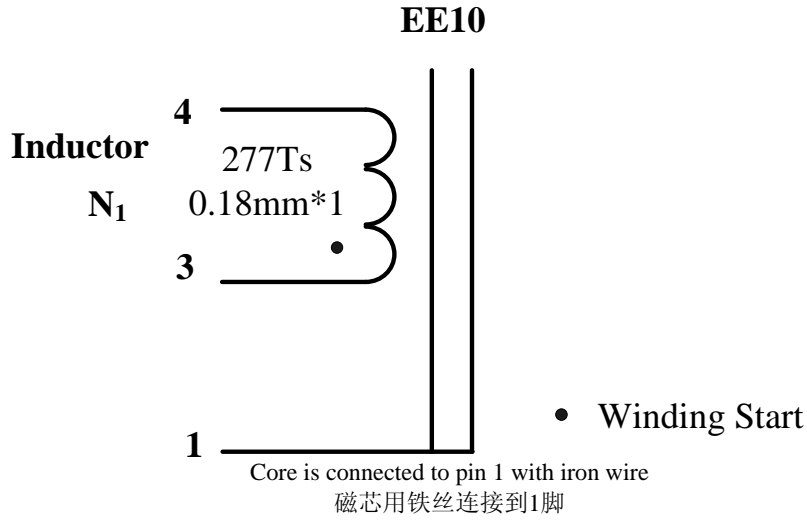 EE10
4
Inductor
277Ts
N1
0.18mm*1
3
Winding Start
1
Core is connected to pin 1 with iron wire
磁芯用铁丝连接到1脚